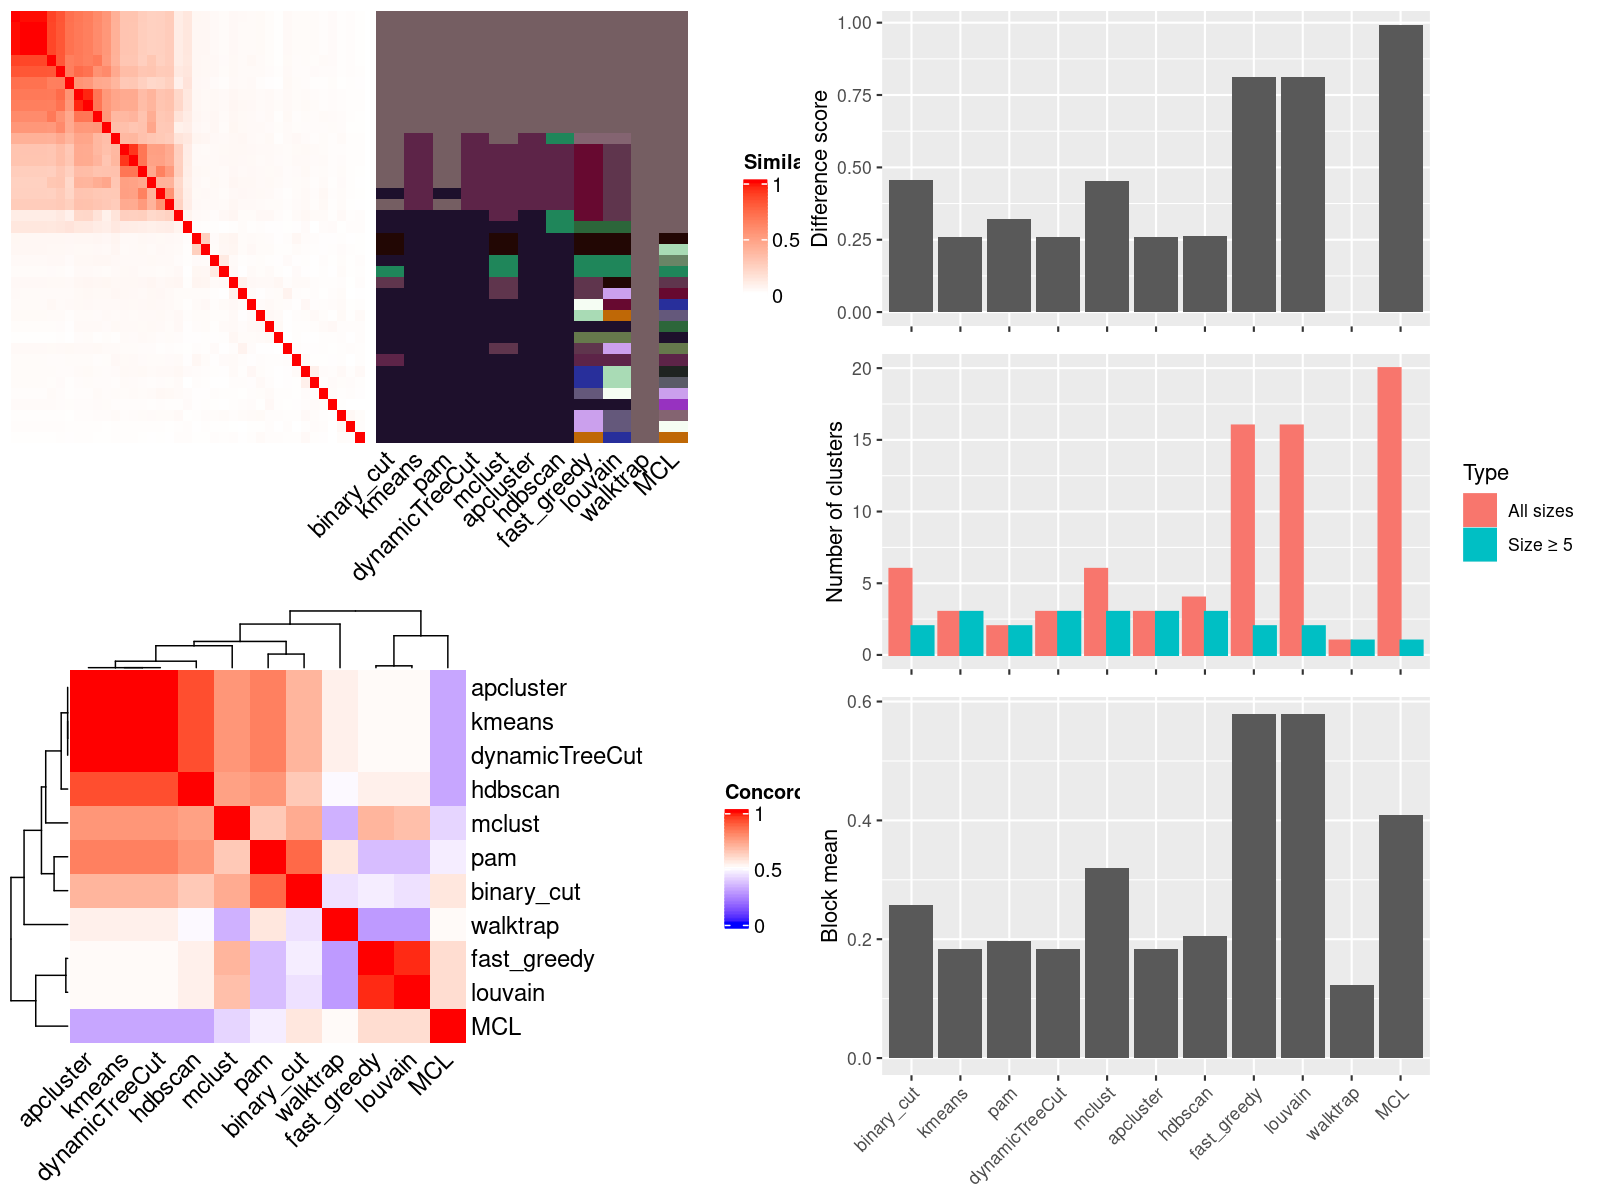 Simila
1
0.5
0
binary_cut
kmeans
pam
dynamicTreeCut
mclust
apcluster
hdbscan
fast_greedy
louvain
walktrap
MCL
apcluster
kmeans
dynamicTreeCut
hdbscan
mclust
pam
binary_cut
walktrap
fast_greedy
louvain
MCL
Concord
1
0.5
0
apcluster
kmeans
dynamicTreeCut
hdbscan
mclust
pam
binary_cut
walktrap
fast_greedy
louvain
MCL
Difference score
1.00
0.75
0.50
0.25
0.00
Number of clusters
20
15
10
5
0
Type
All sizes
Size ≥ 5
Block mean
0.6
0.4
0.2
0.0
binary_cut
kmeans
pam
dynamicTreeCut
mclust
apcluster
hdbscan
fast_greedy
louvain
walktrap
MCL